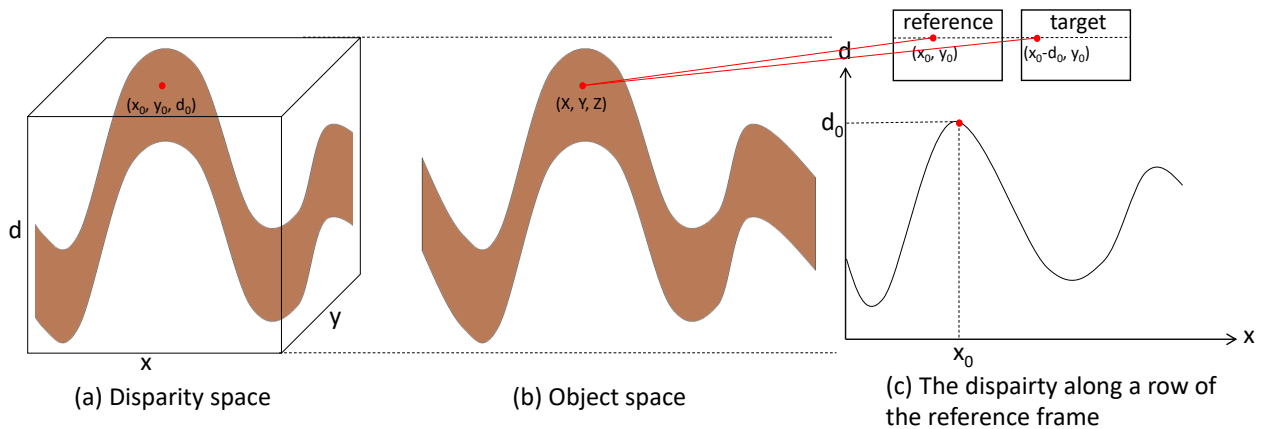 reference
target
(x₀, y₀)
(x₀-d₀, y₀)
(x₀, y₀, d₀)
(X, Y, Z)
d
d₀
d
y
x
x₀
x
(a) Disparity space
(b) Object space
(c) The dispairty along a row of
the reference frame